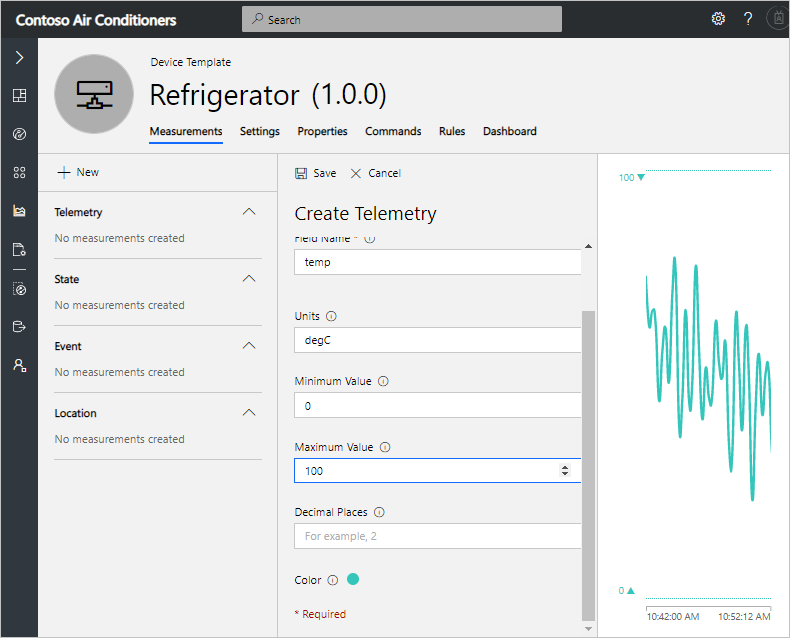 Contoso Air Conditioners
Search
?
Device Template
Refrigerator (1.0.0)
Measurements Settings Properties Commands Rules Dashboard
New
Telemetry
No measurements created
State
No measurements created
Event
No measurements created
Location
No measurements created
Save Cancel
Create Telemetry
Field Name *
temp
Units
degC
Minimum Value
0
Maximum Value
100
Decimal Places
For example, 2
Color
* Required
100
0
10:42:00 AM 10:52:12 AM